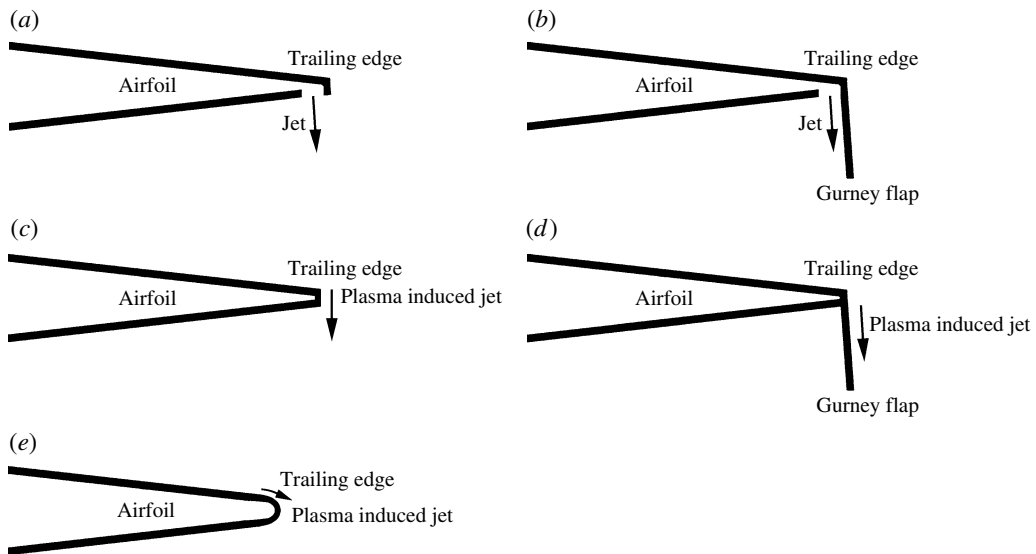 (a)
Trailing edge
Airfoil
Jet
(b)
Trailing edge
Airfoil
Jet
Gurney flap
(c)
Trailing edge
Airfoil
Plasma induced jet
(d)
Trailing edge
Airfoil
Plasma induced jet
Gurney flap
(e)
Trailing edge
Airfoil
Plasma induced jet